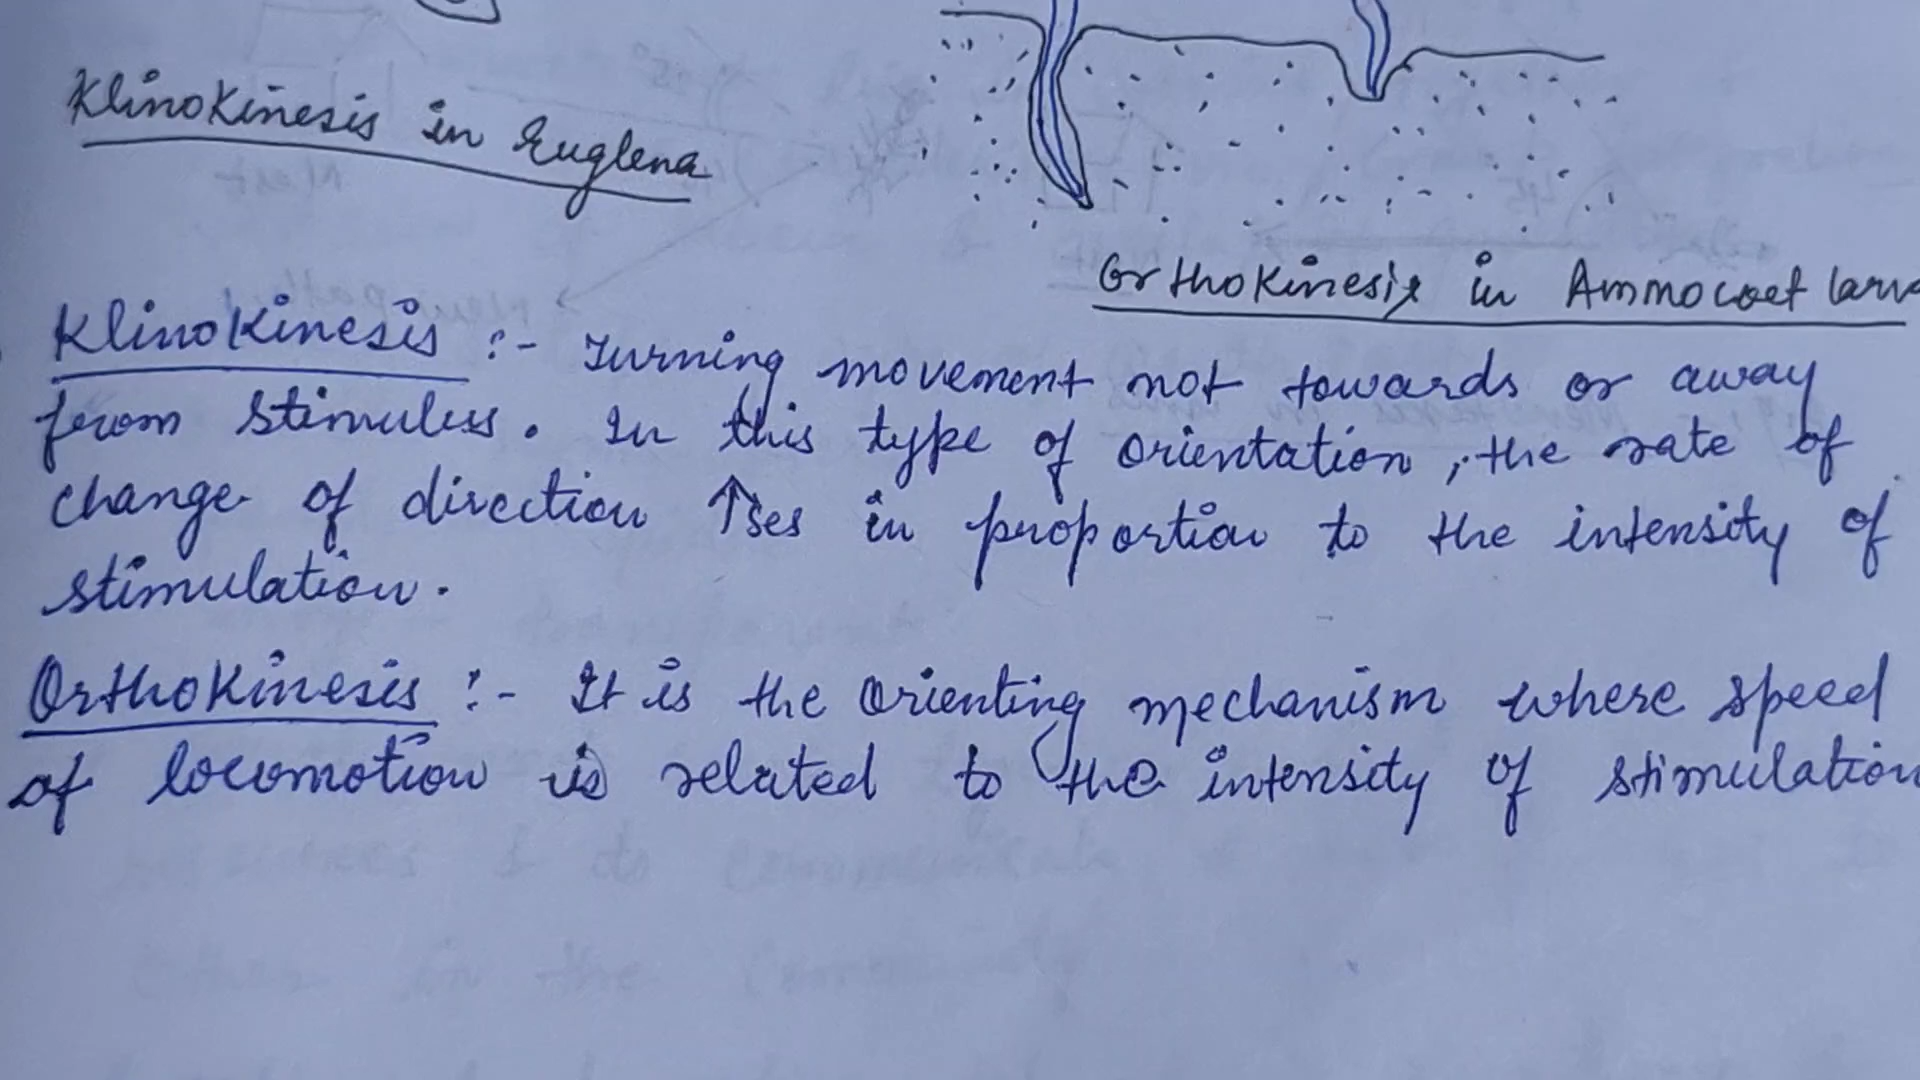 Klinokinesis in Euglena
Orthokinesis in Ammocoet larva
Klinokinesis :- Turning movement not towards or away
from stimulus. In this type of orientation, the rate of
change of direction ↑ses in proportion to the intensity of
stimulation.
Orthokinesis :- It is the orienting mechanism where speed
of locomotion is related to the intensity of stimulation